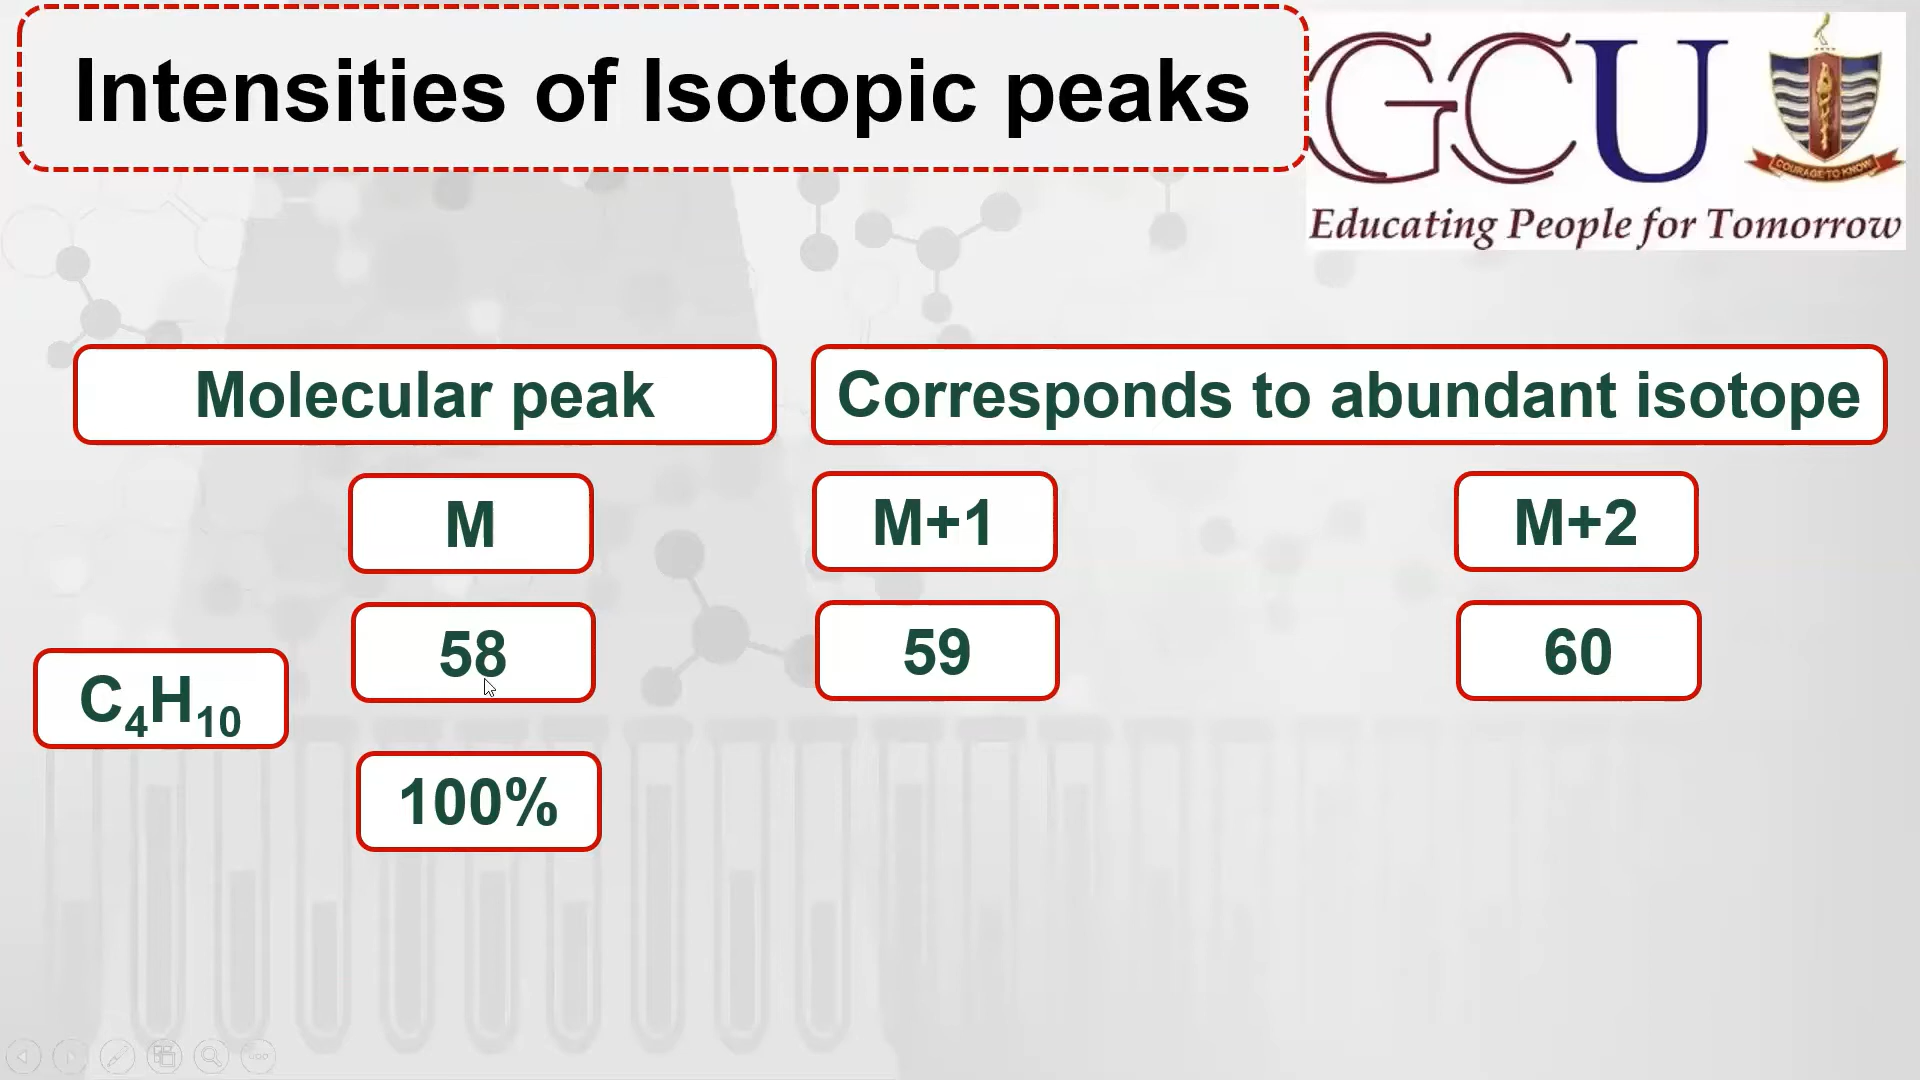 Intensities of Isotopic peaks
GCU
COURAGE TO KNOW
Educating People for Tomorrow
Molecular peak
Corresponds to abundant isotope
M
M+1
M+2
58
59
60
C₄H₁₀
100%